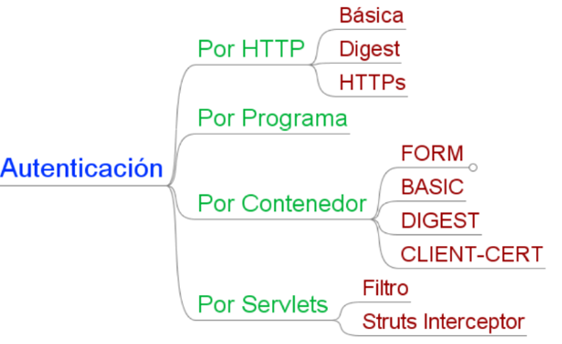 Autenticación
Por HTTP
Básica
Digest
HTTPs
Por Programa
Por Contenedor
FORM
BASIC
DIGEST
CLIENT-CERT
Por Servlets
Filtro
Struts Interceptor